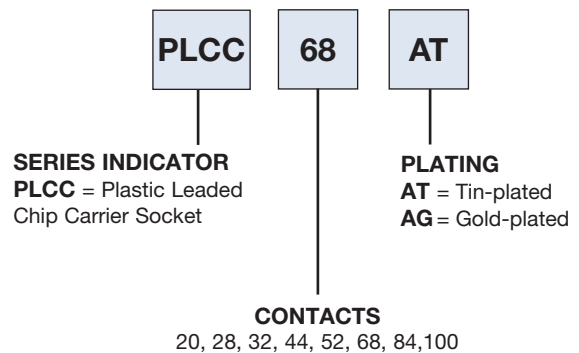 PLCC 68 AT
SERIES INDICATOR
PLCC = Plastic Leaded
Chip Carrier Socket
PLATING
AT = Tin-plated
AG = Gold-plated
CONTACTS
20, 28, 32, 44, 52, 68, 84,100